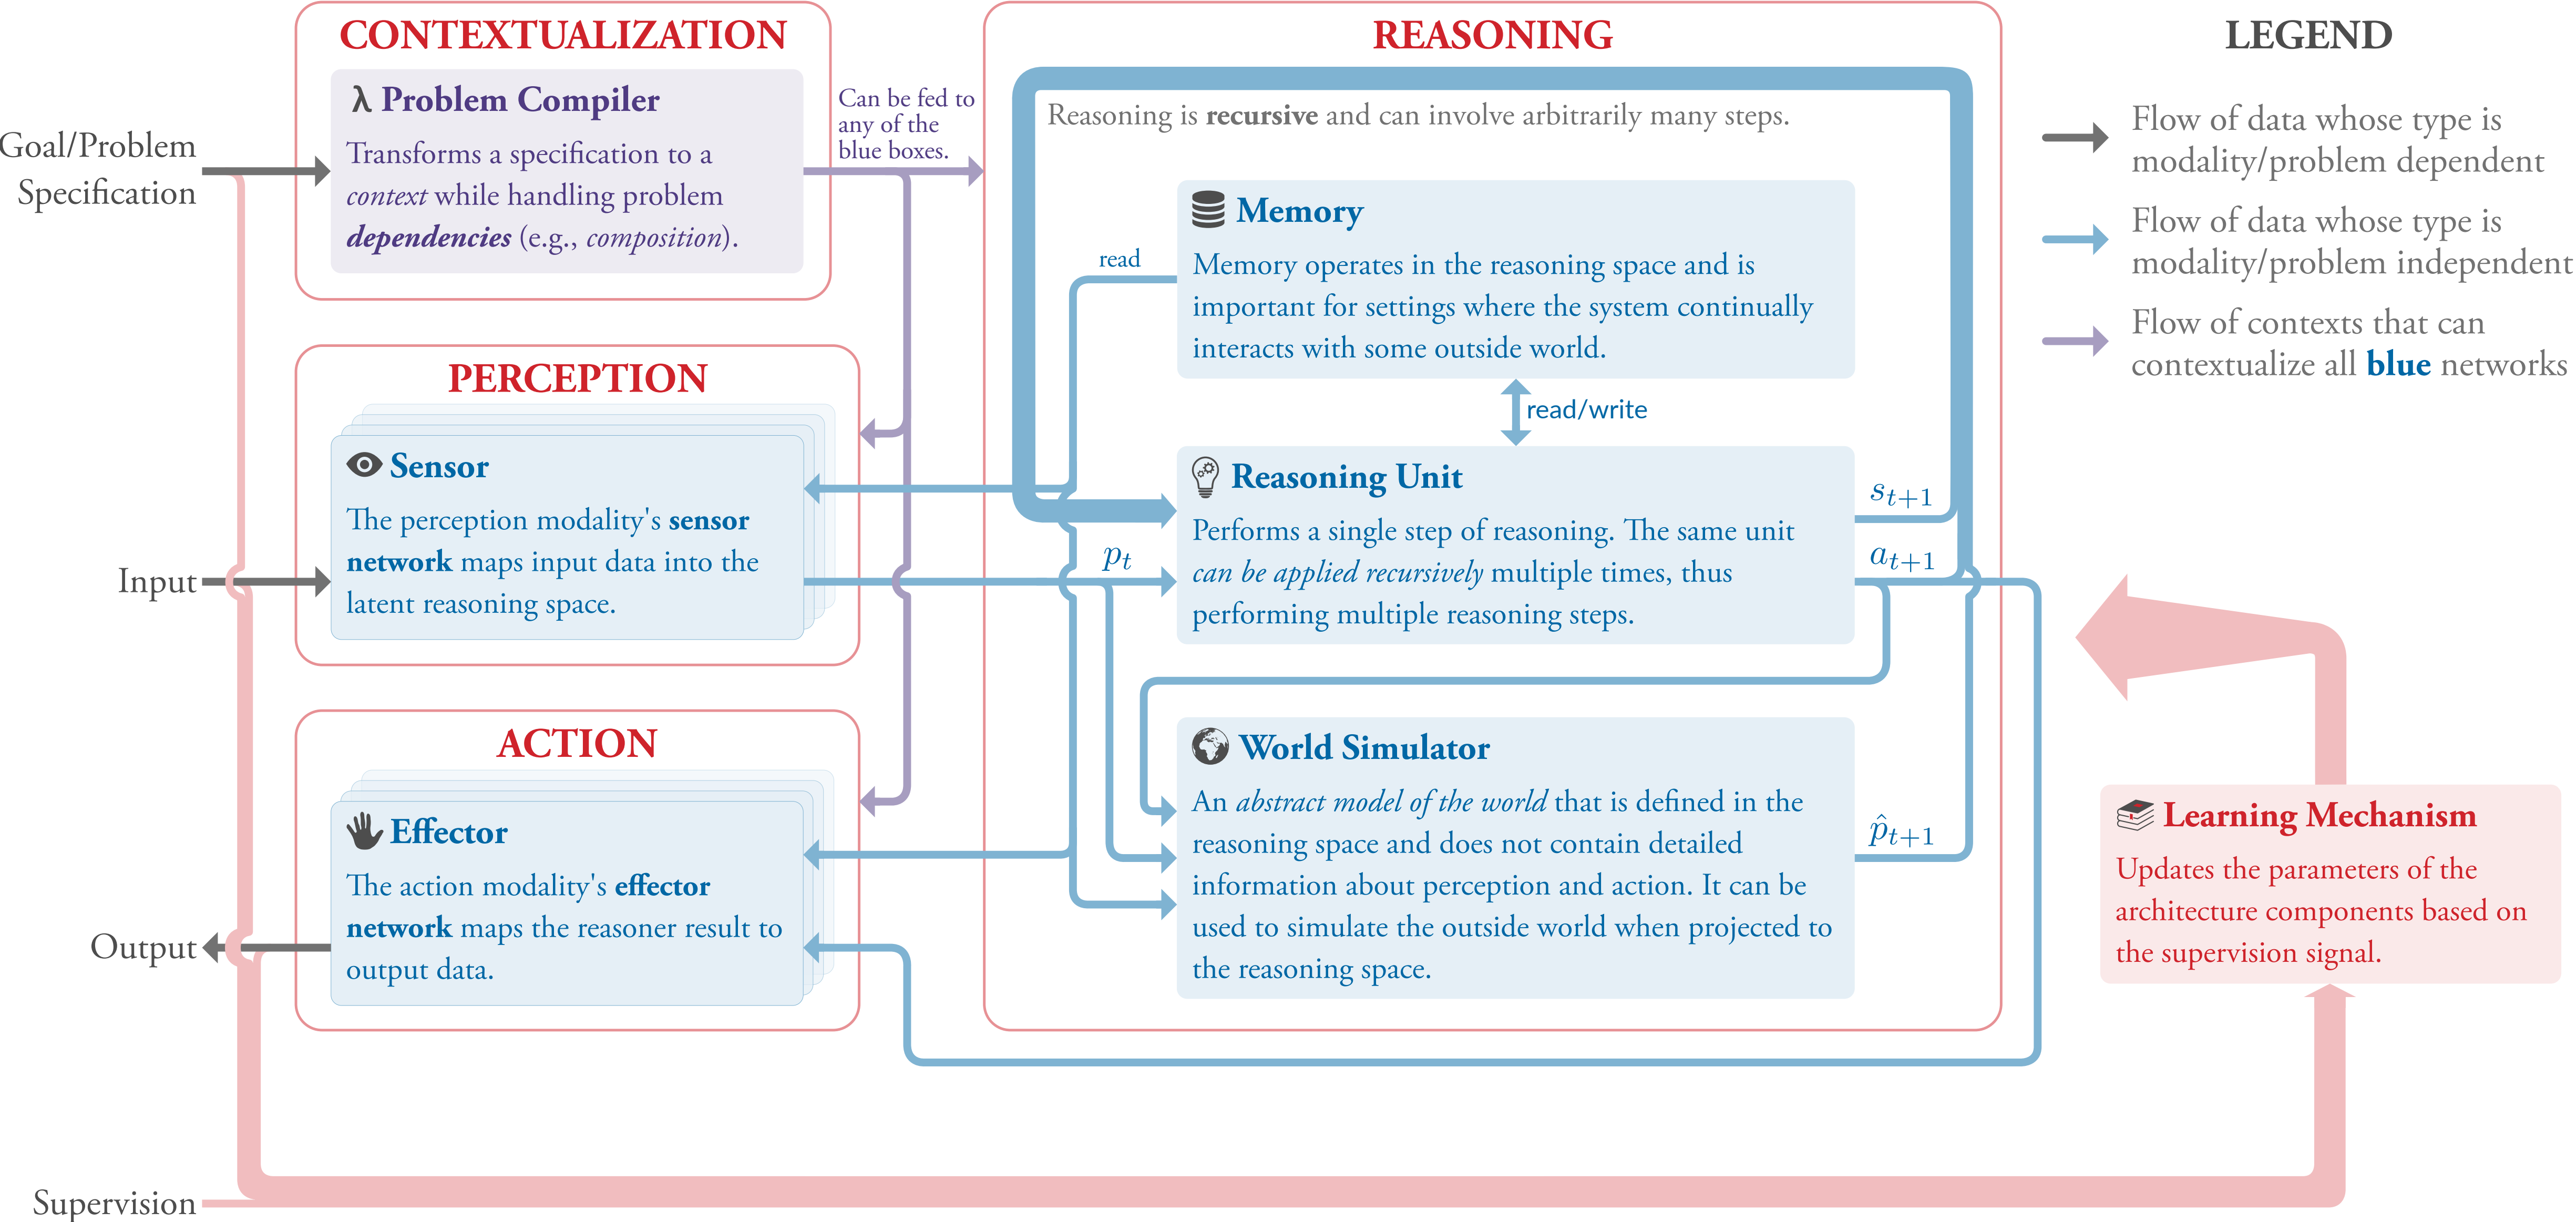 CONTEXTUALIZATION
λ Problem Compiler
Transforms a specification to a
context while handling problem
dependencies (e.g., composition).
Goal/Problem
Specification
Can be fed to
any of the
blue boxes.
PERCEPTION
Sensor
The perception modality's sensor
network maps input data into the
latent reasoning space.
Input
ACTION
Effector
The action modality's effector
network maps the reasoner result to
output data.
Output
Supervision
REASONING
Reasoning is recursive and can involve arbitrarily many steps.
Memory
Memory operates in the reasoning space and is
important for settings where the system continually
interacts with some outside world.
read
read/write
Reasoning Unit
Performs a single step of reasoning. The same unit
can be applied recursively multiple times, thus
performing multiple reasoning steps.
p_t
s_{t+1}
a_{t+1}
World Simulator
An abstract model of the world that is defined in the
reasoning space and does not contain detailed
information about perception and action. It can be
used to simulate the outside world when projected to
the reasoning space.
p̂_{t+1}
LEGEND
Flow of data whose type is
modality/problem dependent
Flow of data whose type is
modality/problem independent
Flow of contexts that can
contextualize all blue networks
Learning Mechanism
Updates the parameters of the
architecture components based on
the supervision signal.